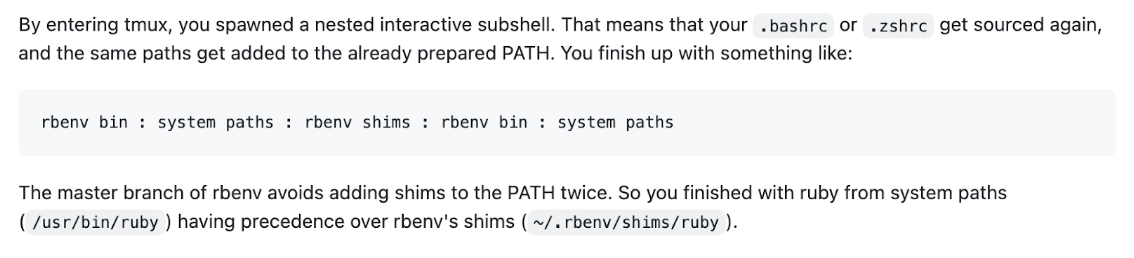 By entering tmux, you spawned a nested interactive subshell. That means that your .bashrc or .zshrc get sourced again,
and the same paths get added to the already prepared PATH. You finish up with something like:
rbenv bin : system paths : rbenv shims : rbenv bin : system paths
The master branch of rbenv avoids adding shims to the PATH twice. So you finished with ruby from system paths
( /usr/bin/ruby ) having precedence over rbenv's shims ( ~/.rbenv/shims/ruby ).